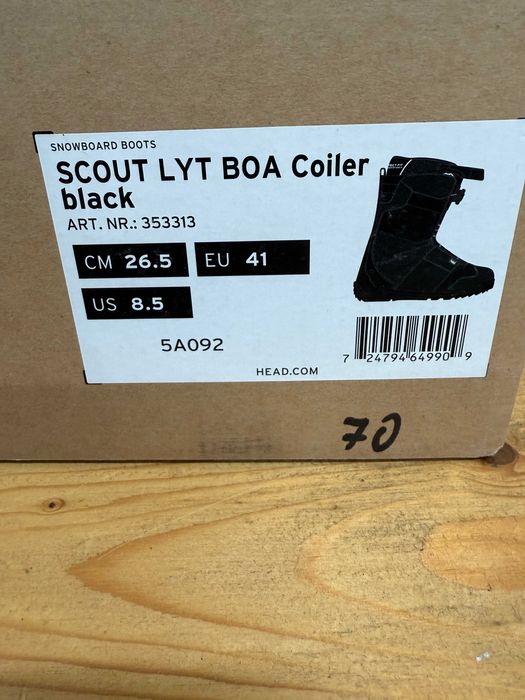 SNOWBOARD BOOTS
SCOUT LYT BOA Coiler
black
ART. NR.: 353313
CM 26.5 EU 41
US 8.5
5A092
7 24794 64990 9
HEAD.COM
70